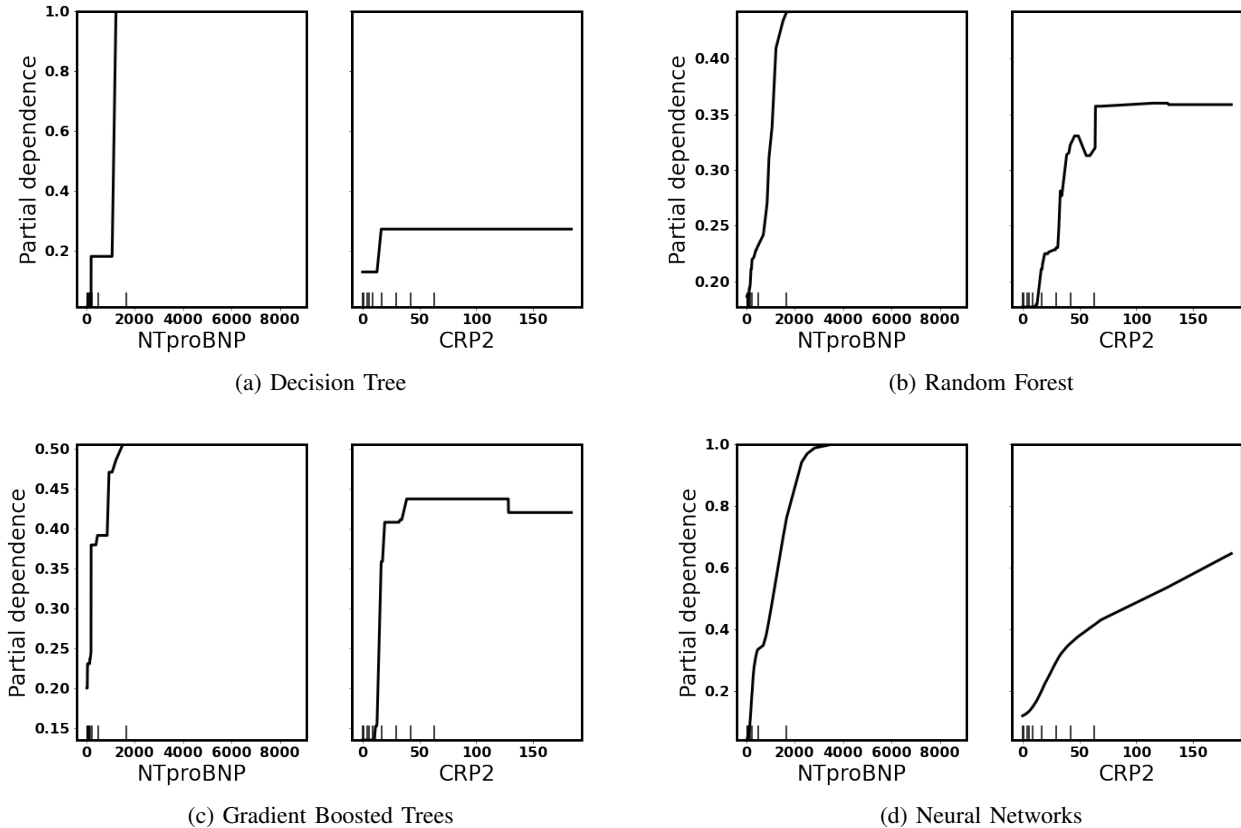 1.0
0.8
0.6
0.4
0.2
Partial dependence
0 2000 4000 6000 8000
NTproBNP
0 50 100 150
CRP2
(a) Decision Tree
0.40
0.35
0.30
0.25
0.20
Partial dependence
0 2000 4000 6000 8000
NTproBNP
0 50 100 150
CRP2
(b) Random Forest
0.50
0.45
0.40
0.35
0.30
0.25
0.20
0.15
Partial dependence
0 2000 4000 6000 8000
NTproBNP
0 50 100 150
CRP2
(c) Gradient Boosted Trees
1.0
0.8
0.6
0.4
0.2
Partial dependence
0 2000 4000 6000 8000
NTproBNP
0 50 100 150
CRP2
(d) Neural Networks